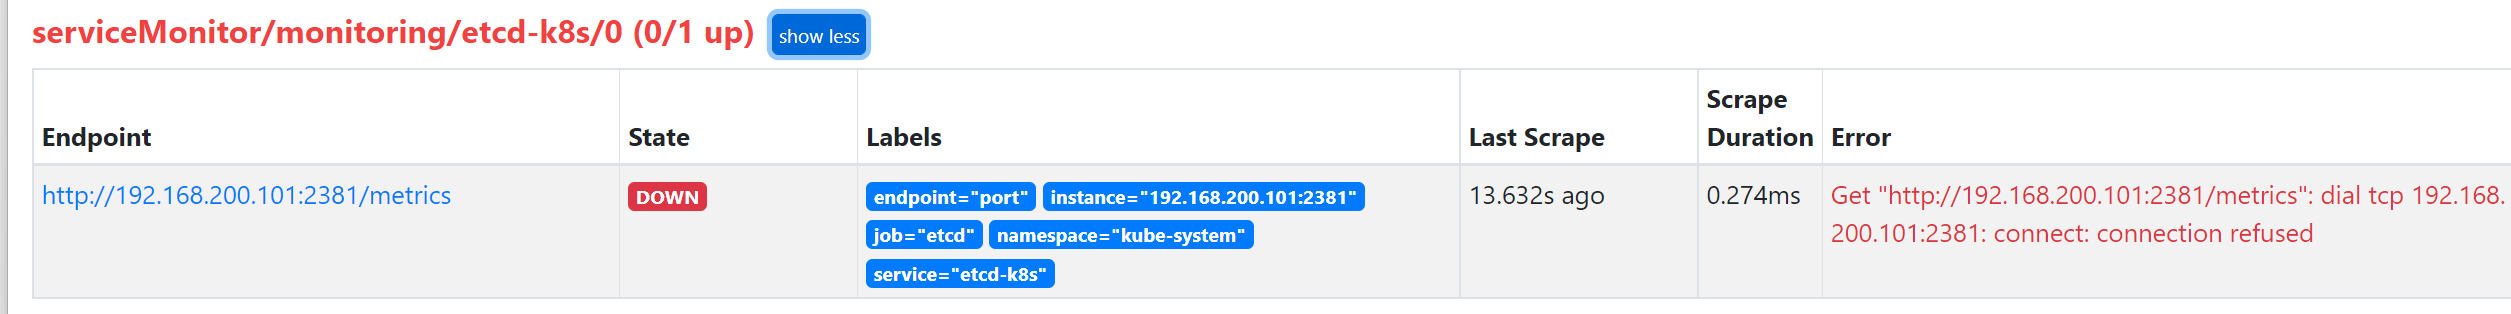 serviceMonitor/monitoring/etcd-k8s/0 (0/1 up) show less
Endpoint State Labels Last Scrape Scrape Duration Error
http://192.168.200.101:2381/metrics DOWN endpoint="port" instance="192.168.200.101:2381" 13.632s ago 0.274ms Get "http://192.168.200.101:2381/metrics": dial tcp 192.168.
job="etcd" namespace="kube-system" 200.101:2381: connect: connection refused
service="etcd-k8s"